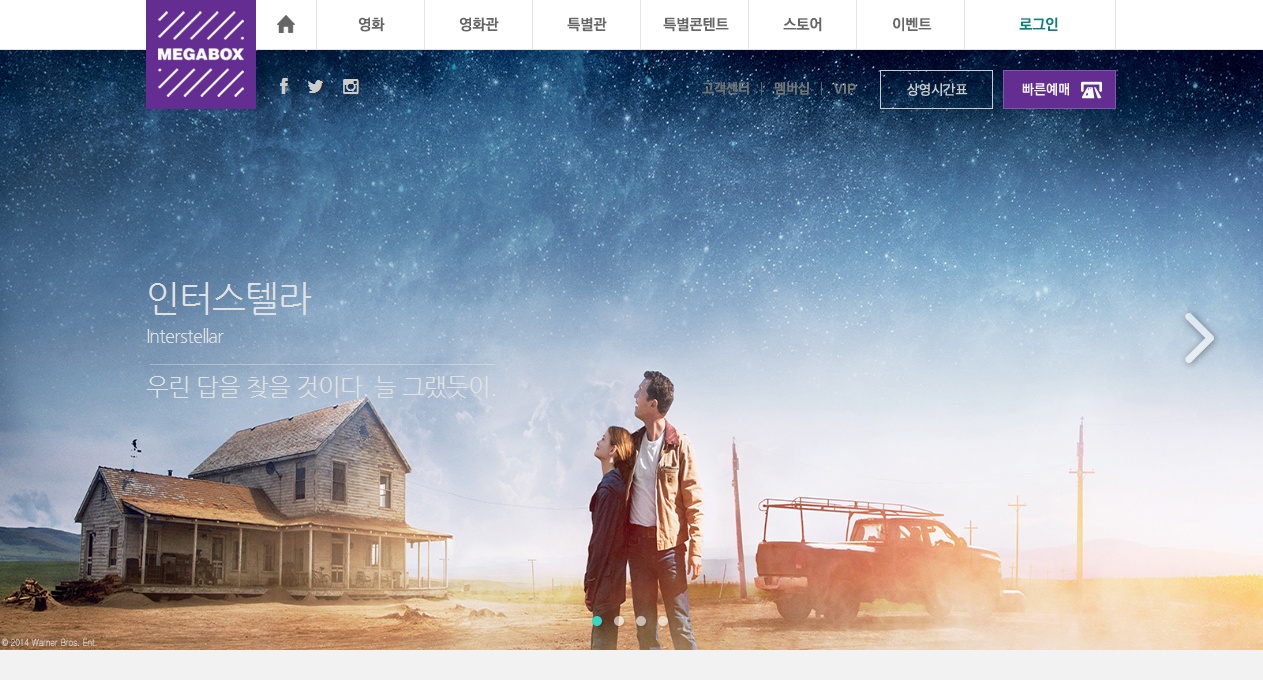 영화 영화관 특별관 특별콘텐트 스토어 이벤트 로그인
MEGABOX
고객센터 | 멤버십 | VIP 상영시간표 빠른예매
인터스텔라
Interstellar
우린 답을 찾을 것이다, 늘 그랬듯이.
© 2014 Warner Bros. Ent.